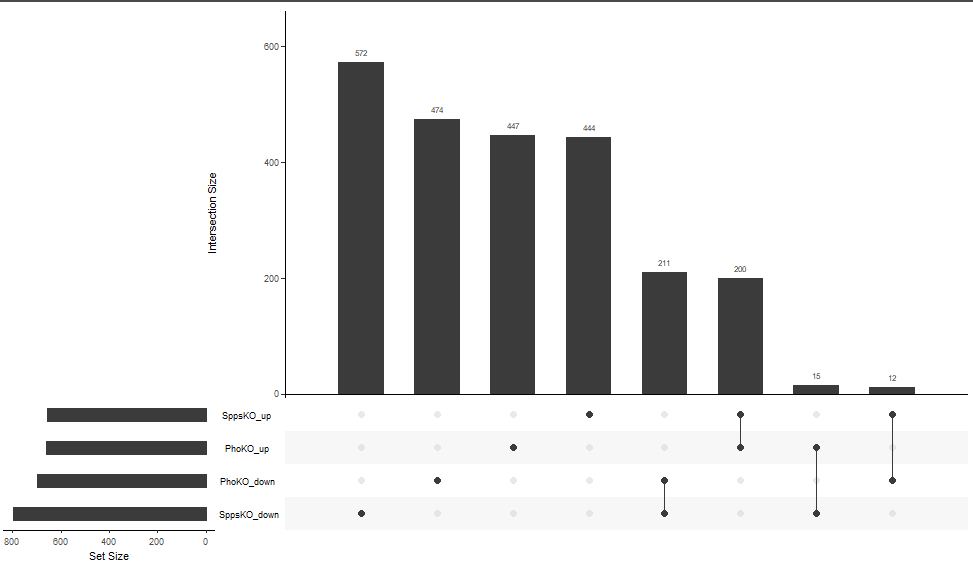 600
572
474
447
444
400
Intersection Size
211
200
200
15
12
0
SppsKO_up
PhoKO_up
PhoKO_down
SppsKO_down
800 600 400 200 0
Set Size